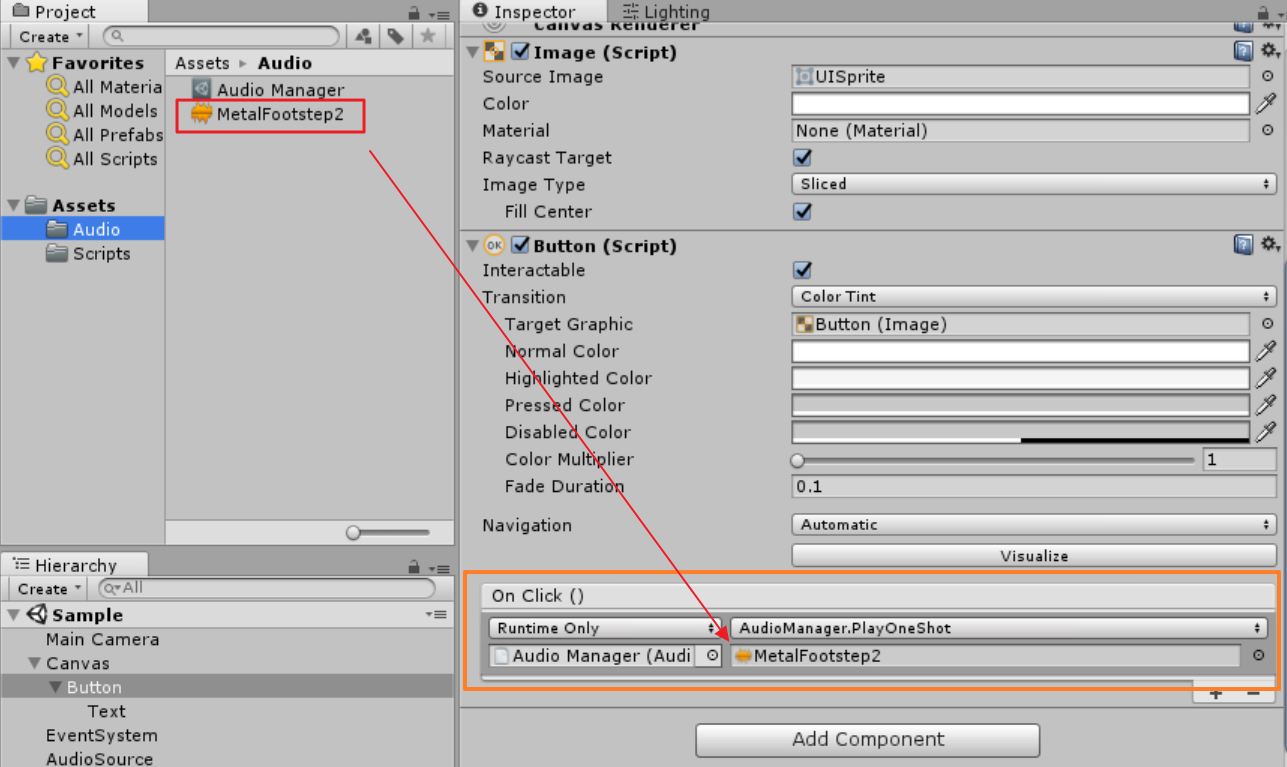 Project
Create
Favorites
All Materia
All Models
All Prefabs
All Scripts
Assets
Audio
Scripts
Assets ▸ Audio
Audio Manager
MetalFootstep2
Hierarchy
Create
All
Sample
Main Camera
Canvas
Button
Text
EventSystem
AudioSource
Inspector
Lighting
Canvas Renderer
Image (Script)
Source Image
UISprite
Color
Material
None (Material)
Raycast Target
Image Type
Sliced
Fill Center
OK Button (Script)
Interactable
Transition
Color Tint
Target Graphic
Button (Image)
Normal Color
Highlighted Color
Pressed Color
Disabled Color
Color Multiplier
1
Fade Duration
0.1
Navigation
Automatic
Visualize
On Click ()
Runtime Only
AudioManager.PlayOneShot
Audio Manager (Audi
MetalFootstep2
Add Component